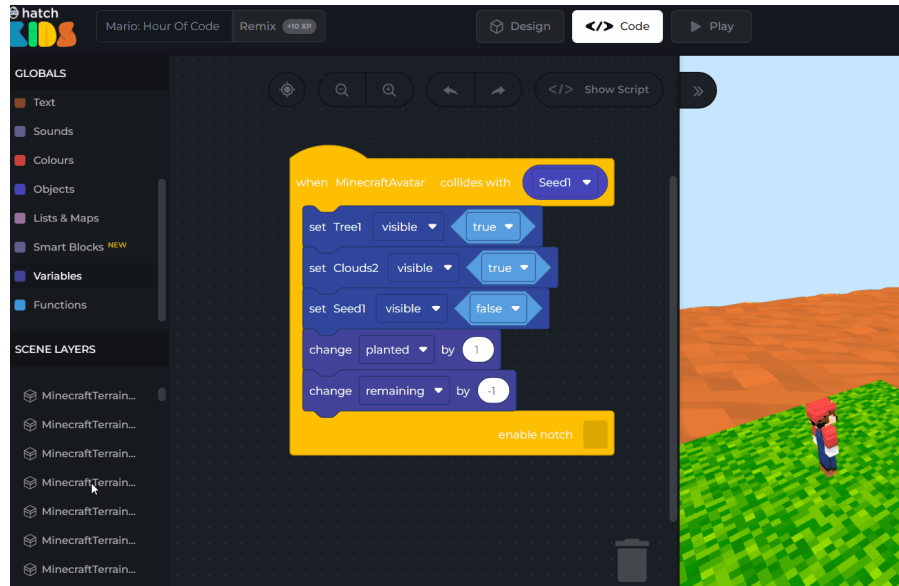 hatch
KIDS
Mario: Hour Of Code
Remix +10 XP
Design
</> Code
Play
GLOBALS
Text
Sounds
Colours
Objects
Lists & Maps
Smart Blocks NEW
Variables
Functions
SCENE LAYERS
MinecraftTerrain...
MinecraftTerrain...
MinecraftTerrain...
MinecraftTerrain...
MinecraftTerrain...
MinecraftTerrain...
MinecraftTerrain...
</> Show Script
when MinecraftAvatar collides with Seed1
set Tree1 visible true
set Clouds2 visible true
set Seed1 visible false
change planted by 1
change remaining by -1
enable notch